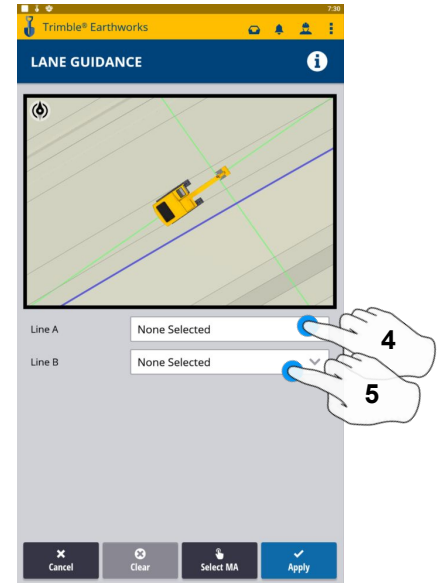 7:30
Trimble® Earthworks
LANE GUIDANCE
Line A None Selected
4
Line B None Selected
5
Cancel Clear Select MA Apply